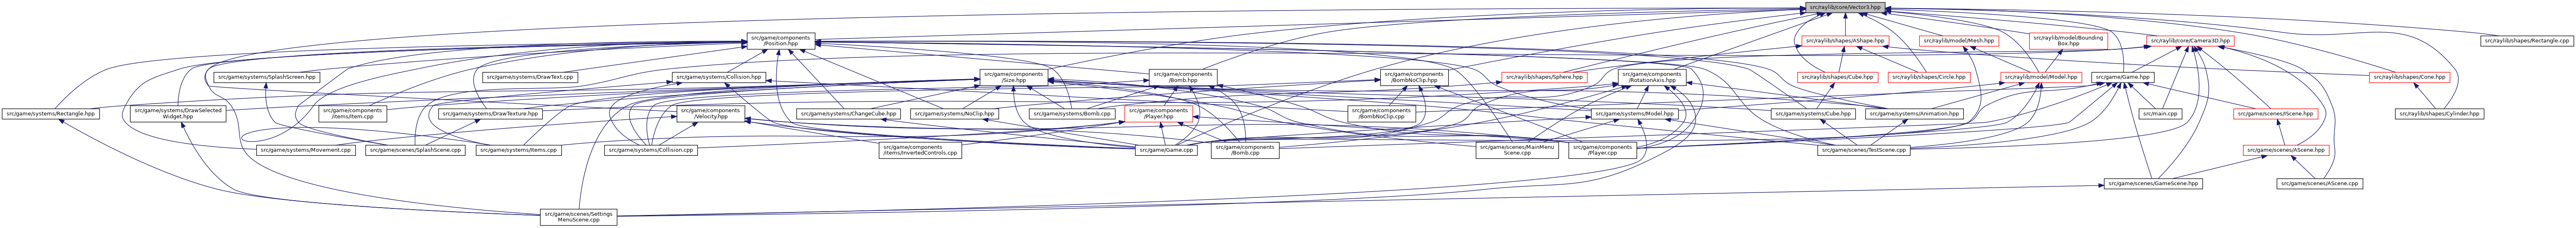 src/raylib/core/Vector3.hpp
src/game/components
/Position.hpp
src/raylib/shapes/AShape.hpp
src/raylib/model/Mesh.hpp
src/raylib/model/Bounding
Box.hpp
src/raylib/core/Camera3D.hpp
src/raylib/shapes/Rectangle.hpp
src/game/systems/SplashScreen.hpp
src/game/systems/DrawText.cpp
src/game/systems/Collision.hpp
src/game/components
/Size.hpp
src/game/components
/Bomb.hpp
src/game/components
/BombNoClip.hpp
src/raylib/shapes/Sphere.hpp
src/game/components
/RotationAxis.hpp
src/raylib/shapes/Cube.hpp
src/raylib/shapes/Circle.hpp
src/raylib/model/Model.hpp
src/game/Game.hpp
src/raylib/shapes/Cone.hpp
src/game/systems/Rectangle.hpp
src/game/systems/DrawSelected
Widget.hpp
src/game/components
/items/Item.cpp
src/game/systems/DrawTexture.hpp
src/game/components
/Velocity.hpp
src/game/systems/ChangeCube.hpp
src/game/systems/NoClip.hpp
src/game/systems/Bomb.cpp
src/game/components
/Player.hpp
src/game/components
/BombNoClip.cpp
src/game/systems/Model.hpp
src/game/systems/Cube.hpp
src/game/systems/Animation.hpp
src/main.cpp
src/game/scenes/IScene.hpp
src/raylib/shapes/Cylinder.hpp
src/game/systems/Movement.cpp
src/game/scenes/SplashScene.cpp
src/game/systems/Items.cpp
src/game/systems/Collision.cpp
src/game/components
/items/InvertedControls.cpp
src/game/Game.cpp
src/game/components
/Bomb.cpp
src/game/scenes/MainMenu
Scene.cpp
src/game/components
/Player.cpp
src/game/scenes/TestScene.cpp
src/game/scenes/AScene.hpp
src/game/scenes/GameScene.hpp
src/game/scenes/AScene.cpp
src/game/scenes/Settings
MenuScene.cpp